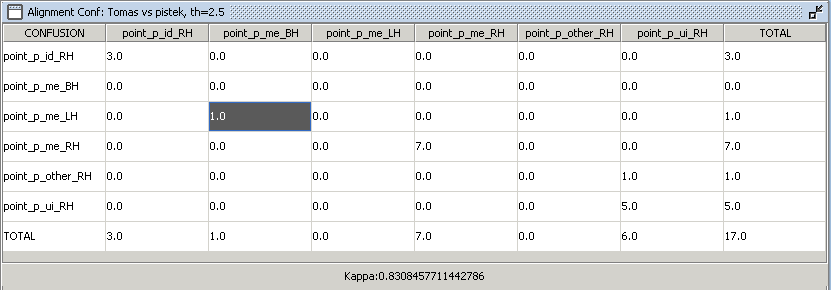 Alignment Conf: Tomas vs pistek, th=2.5
CONFUSION point_p_id_RH point_p_me_BH point_p_me_LH point_p_me_RH point_p_other_RH point_p_ui_RH TOTAL
point_p_id_RH 3.0 0.0 0.0 0.0 0.0 0.0 3.0
point_p_me_BH 0.0 0.0 0.0 0.0 0.0 0.0 0.0
point_p_me_LH 0.0 1.0 0.0 0.0 0.0 0.0 1.0
point_p_me_RH 0.0 0.0 0.0 7.0 0.0 0.0 7.0
point_p_other_RH 0.0 0.0 0.0 0.0 0.0 1.0 1.0
point_p_ui_RH 0.0 0.0 0.0 0.0 0.0 5.0 5.0
TOTAL 3.0 1.0 0.0 7.0 0.0 6.0 17.0
Kappa:0.8308457711442786